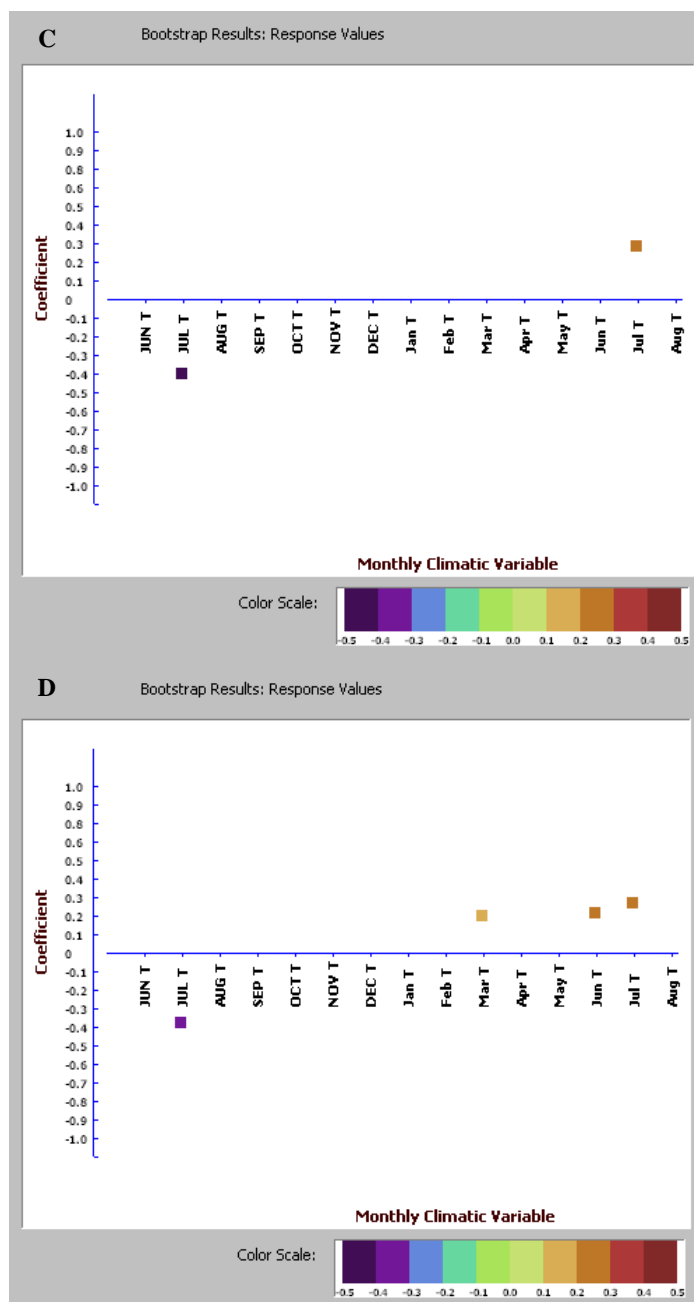 C Bootstrap Results: Response Values
1.0
0.9
0.8
0.7
0.6
0.5
0.4
0.3
0.2
0.1
0
-0.1
-0.2
-0.3
-0.4
-0.5
-0.6
-0.7
-0.8
-0.9
-1.0
Coefficient
JUN T
JUL T
AUG T
SEP T
OCT T
NOV T
DEC T
Jan T
Feb T
Mar T
Apr T
May T
Jun T
Jul T
Aug T
Monthly Climatic Variable
Color Scale:
-0.5 -0.4 -0.3 -0.2 -0.1 0.0 0.1 0.2 0.3 0.4 0.5
D Bootstrap Results: Response Values
1.0
0.9
0.8
0.7
0.6
0.5
0.4
0.3
0.2
0.1
0
-0.1
-0.2
-0.3
-0.4
-0.5
-0.6
-0.7
-0.8
-0.9
-1.0
Coefficient
JUN T
JUL T
AUG T
SEP T
OCT T
NOV T
DEC T
Jan T
Feb T
Mar T
Apr T
May T
Jun T
Jul T
Aug T
Monthly Climatic Variable
Color Scale:
-0.5 -0.4 -0.3 -0.2 -0.1 0.0 0.1 0.2 0.3 0.4 0.5